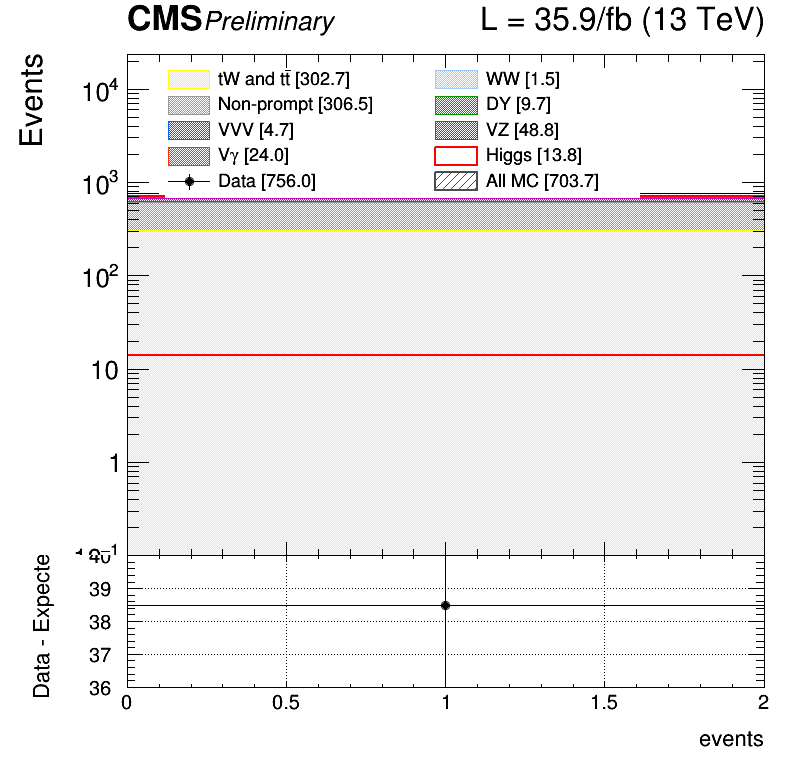 CMS Preliminary L = 35.9/fb (13 TeV)
Events
tW and tt̄ [302.7] WW [1.5]
Non-prompt [306.5] DY [9.7]
VVV [4.7] VZ [48.8]
Vγ [24.0] Higgs [13.8]
Data [756.0] All MC [703.7]
10⁴
10³
10²
10
1
Data - Expecte
39
38
37
36
0 0.5 1 1.5 2
events